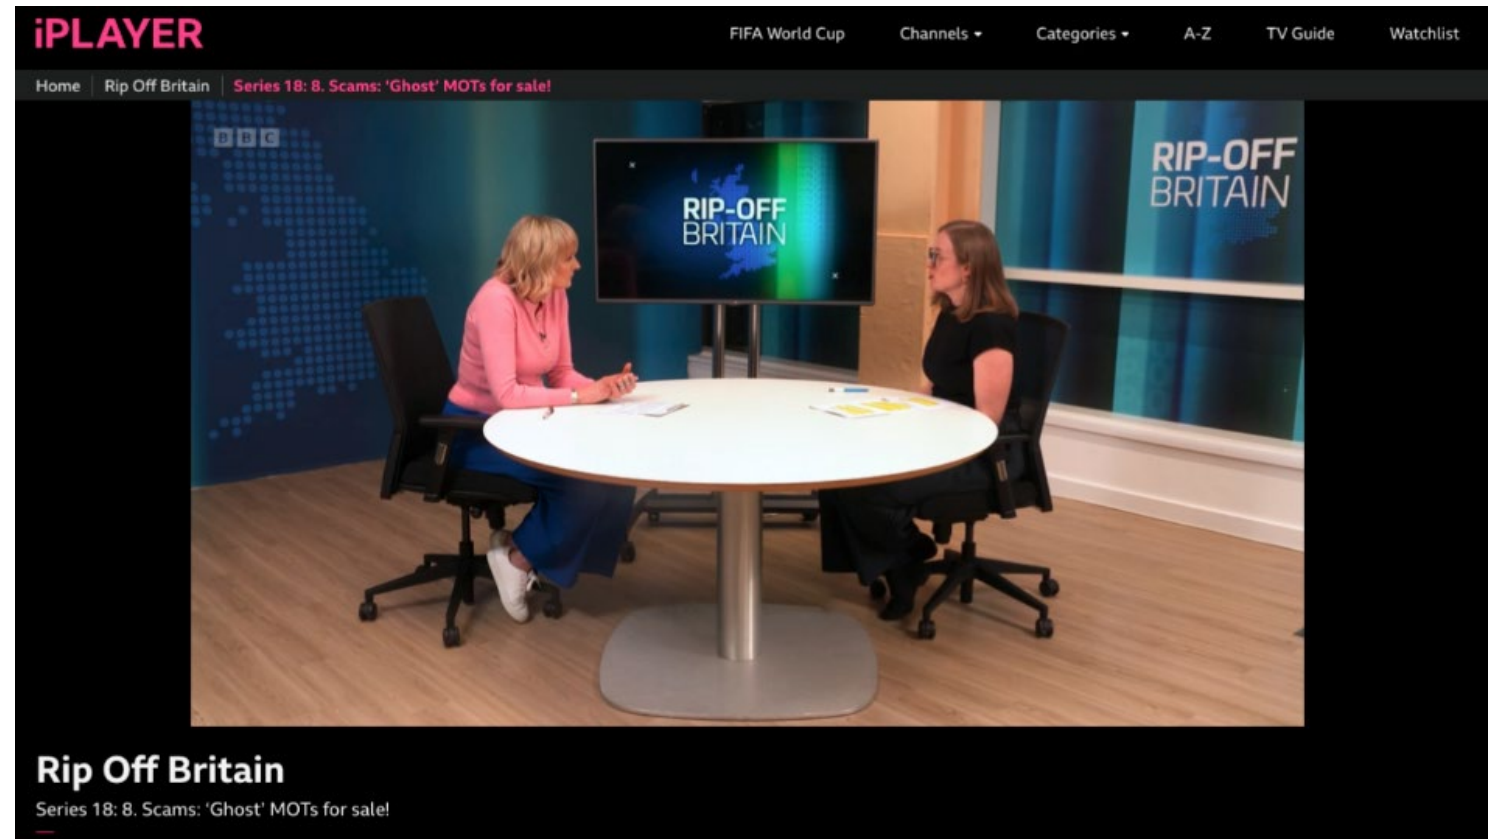 iPLAYER
FIFA World Cup
Channels
Categories
A-Z
TV Guide
Watchlist
Home
Rip Off Britain
Series 18: 8. Scams: ‘Ghost’ MOTs for sale!
BBC
RIP-OFF
BRITAIN
RIP-OFF
BRITAIN
Rip Off Britain
Series 18: 8. Scams: ‘Ghost’ MOTs for sale!